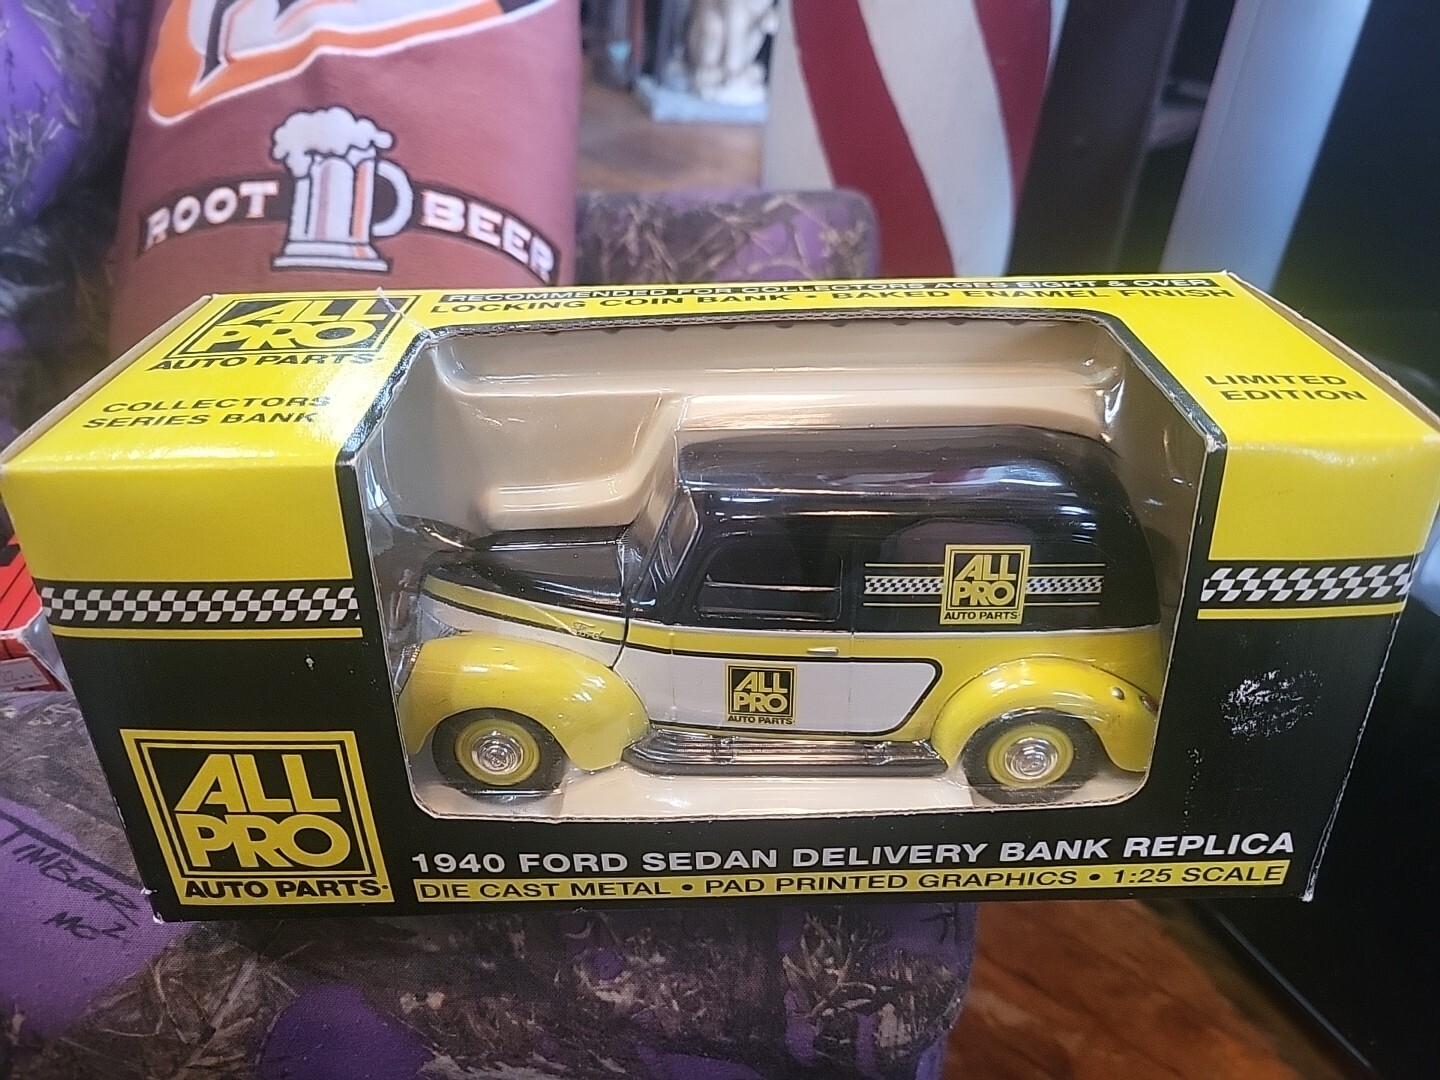 ROOT BEER
RECOMMENDED FOR COLLECTORS AGES EIGHT & OVER
LOCKING COIN BANK • BAKED ENAMEL FINISH
ALL
PRO
AUTO PARTS
COLLECTORS
SERIES BANK
LIMITED
EDITION
ALL
PRO
AUTO PARTS
Ford
ALL
PRO
AUTO PARTS
ALL
PRO
AUTO PARTS
1940 FORD SEDAN DELIVERY BANK REPLICA
DIE CAST METAL • PAD PRINTED GRAPHICS • 1:25 SCALE
TIMBER